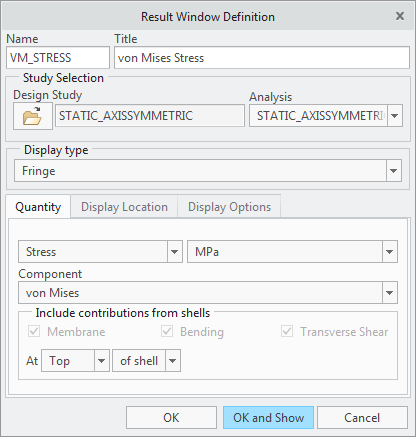 Result Window Definition
Name Title
VM_STRESS von Mises Stress
Study Selection
Design Study Analysis
STATIC_AXISSYMMETRIC STATIC_AXISSYMMETRI
Display type
Fringe
Quantity Display Location Display Options
Stress MPa
Component
von Mises
Include contributions from shells
Membrane Bending Transverse Shear
At Top of shell
OK OK and Show Cancel